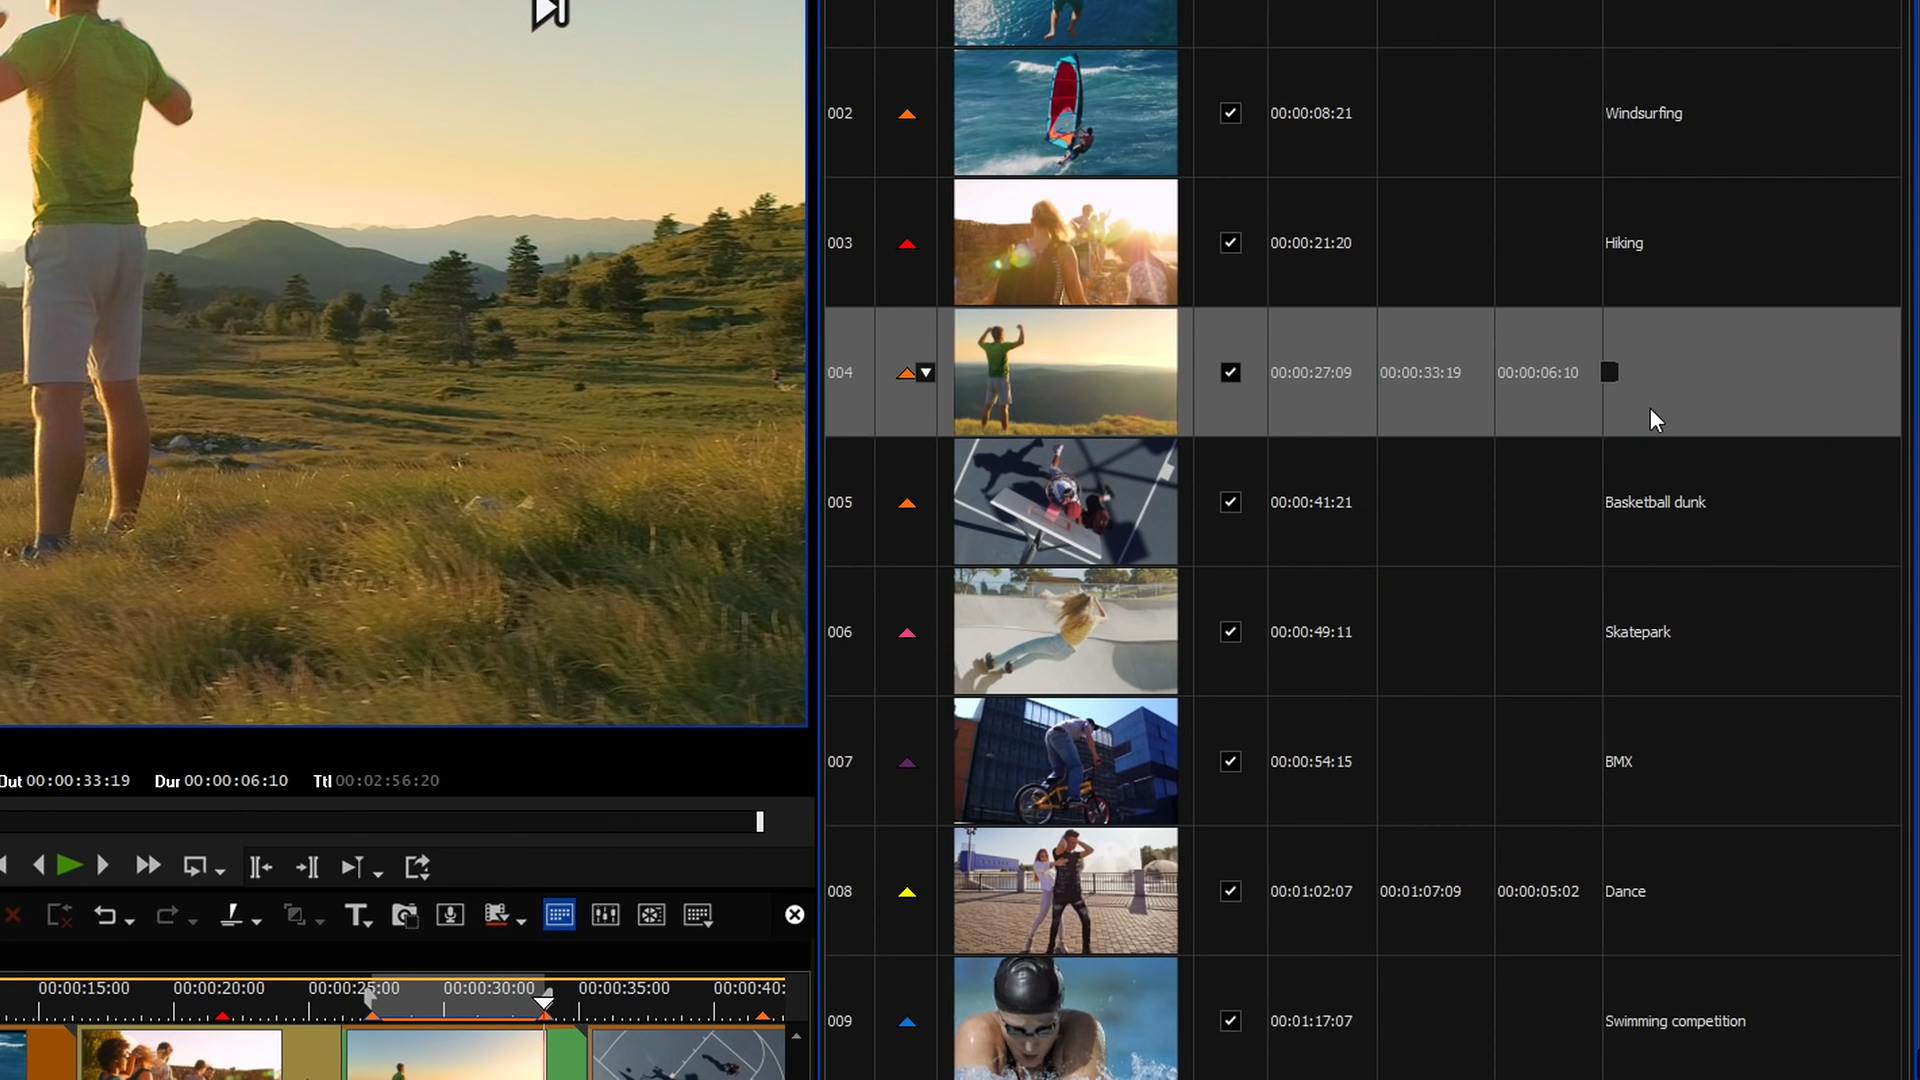 002 00:00:08:21 Windsurfing
003 00:00:21:20 Hiking
004 00:00:27:09 00:00:33:19 00:00:06:10
005 00:00:41:21 Basketball dunk
006 00:00:49:11 Skatepark
007 00:00:54:15 BMX
008 00:01:02:07 00:01:07:09 00:00:05:02 Dance
009 00:01:17:07 Swimming competition
Out 00:00:33:19 Dur 00:00:06:10 Ttl 00:02:56:20
00:00:15:00 00:00:20:00 00:00:25:00 00:00:30:00 00:00:35:00 00:00:40: